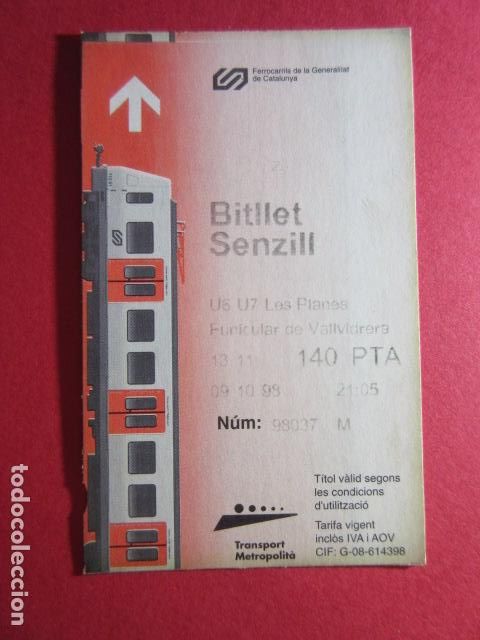 Ferrocarrils de la Generalitat
de Catalunya
Bitllet
Senzill
U6 U7 Les Planes
Funicular de Vallvidrera
13 11 140 PTA
09 10 98 21:05
Núm: 98037 M
Títol vàlid segons
les condicions
d'utilització
Transport
Metropolità
Tarifa vigent
inclòs IVA i AOV
CIF: G-08-614398
todocoleccion